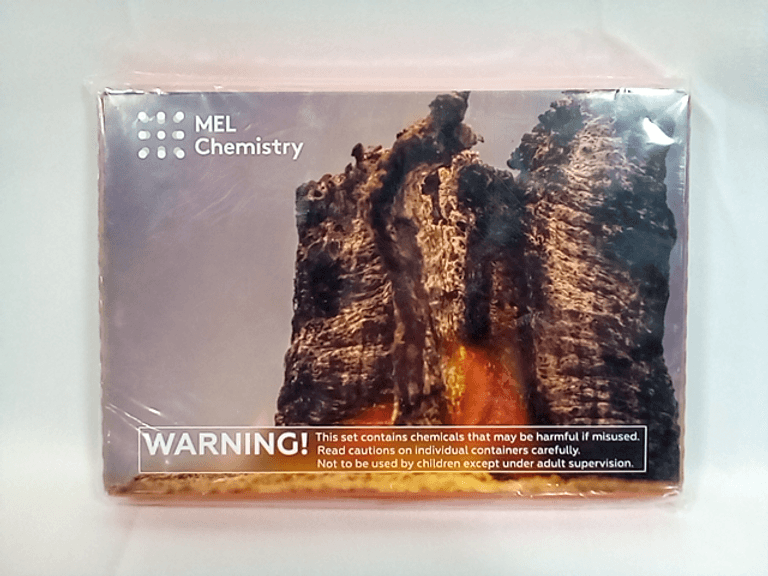 MEL
Chemistry
WARNING!
This set contains chemicals that may be harmful if misused.
Read cautions on individual containers carefully.
Not to be used by children except under adult supervision.